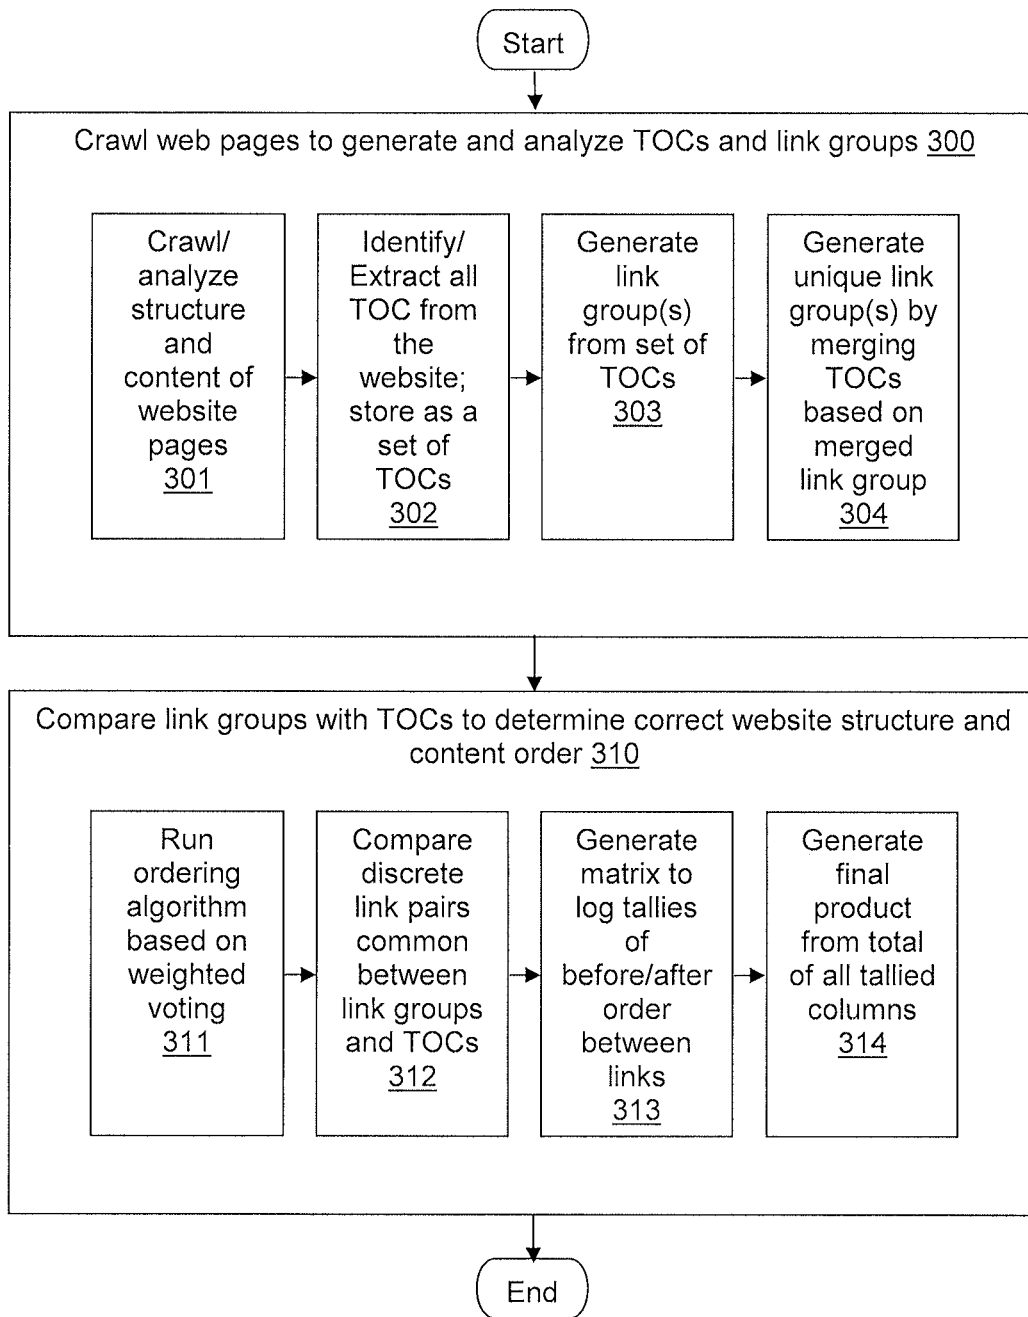 Start
Crawl web pages to generate and analyze TOCs and link groups 300
Crawl/
analyze
structure
and
content of
website
pages
301
Identify/
Extract all
TOC from
the
website;
store as a
set of
TOCs
302
Generate
link
group(s)
from set of
TOCs
303
Generate
unique link
group(s) by
merging
TOCs
based on
merged
link group
304
Compare link groups with TOCs to determine correct website structure and
content order 310
Run
ordering
algorithm
based on
weighted
voting
311
Compare
discrete
link pairs
common
between
link groups
and TOCs
312
Generate
matrix to
log tallies
of
before/after
order
between
links
313
Generate
final
product
from total
of all tallied
columns
314
End